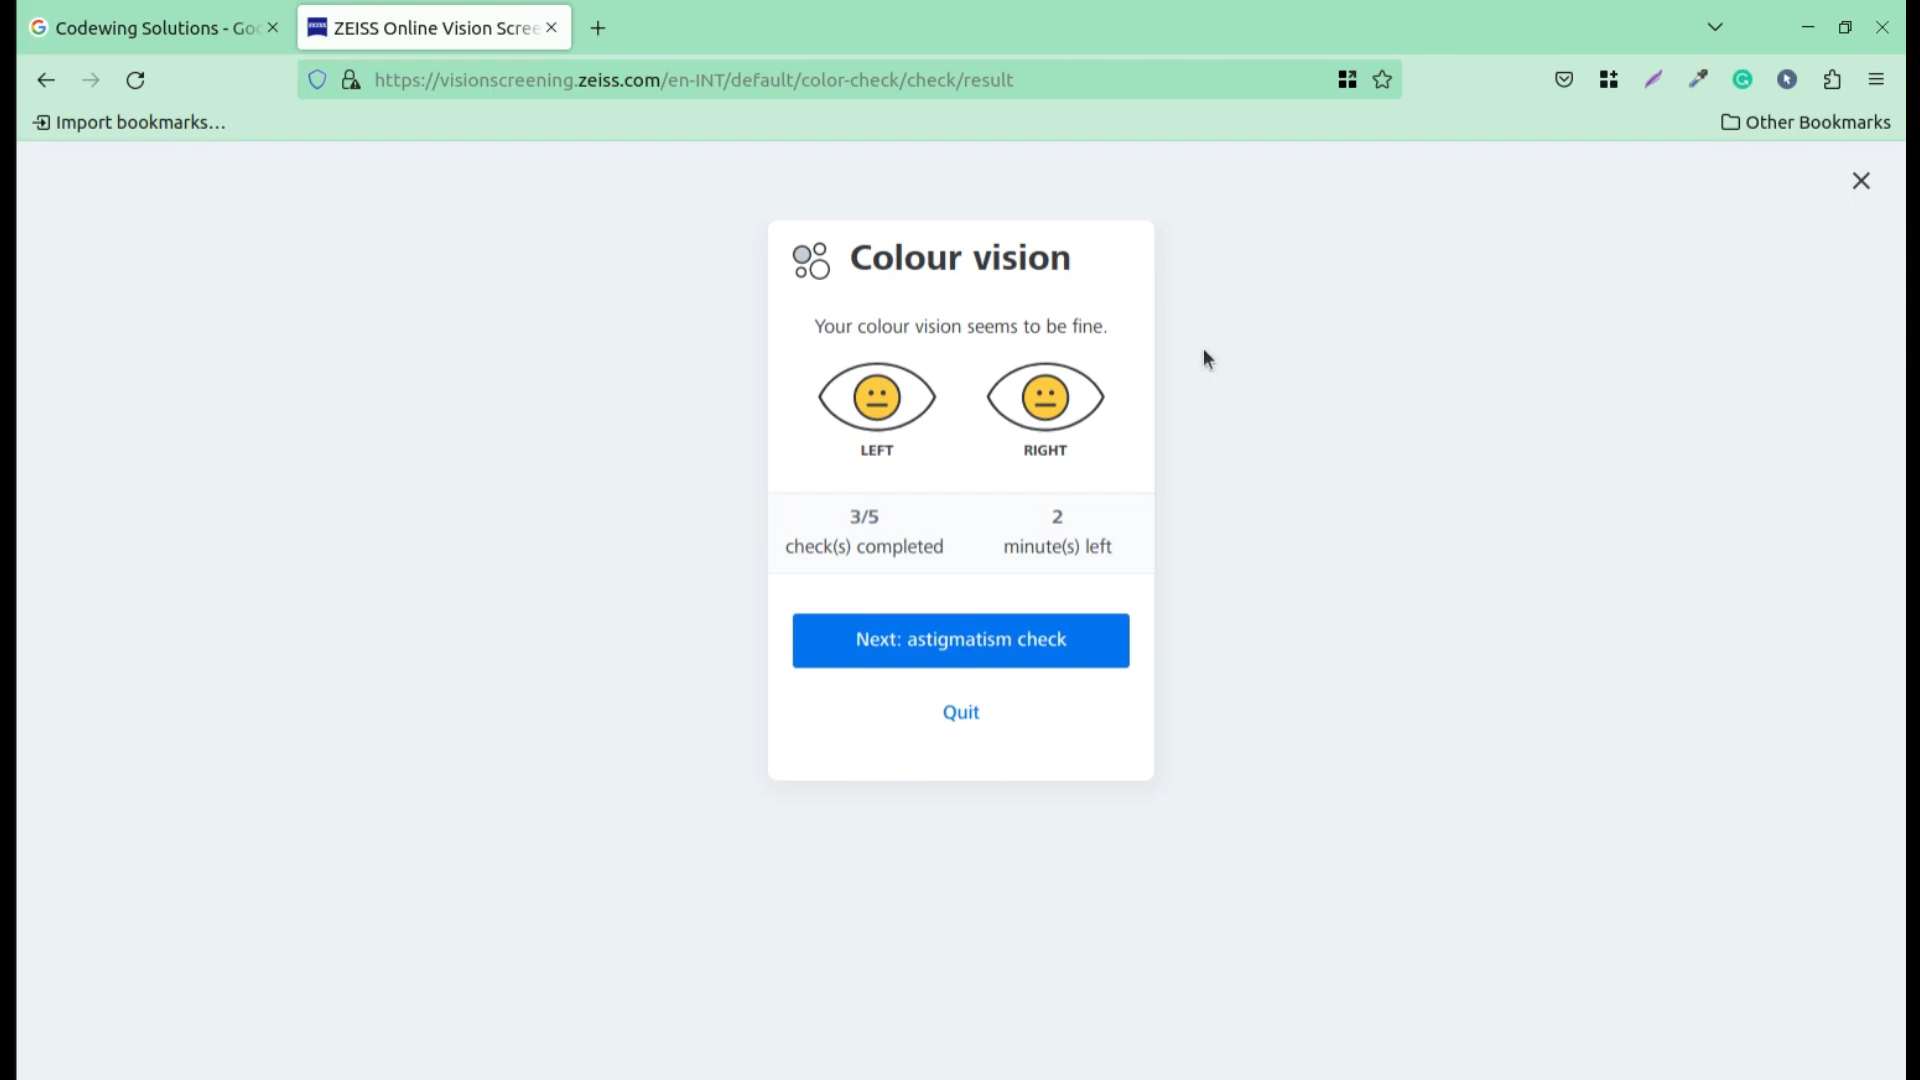 Codewing Solutions - Goo
ZEISS Online Vision Scree
https://visionscreening.zeiss.com/en-INT/default/color-check/check/result
Import bookmarks...
Other Bookmarks
Colour vision
Your colour vision seems to be fine.
LEFT RIGHT
3/5 2
check(s) completed minute(s) left
Next: astigmatism check
Quit